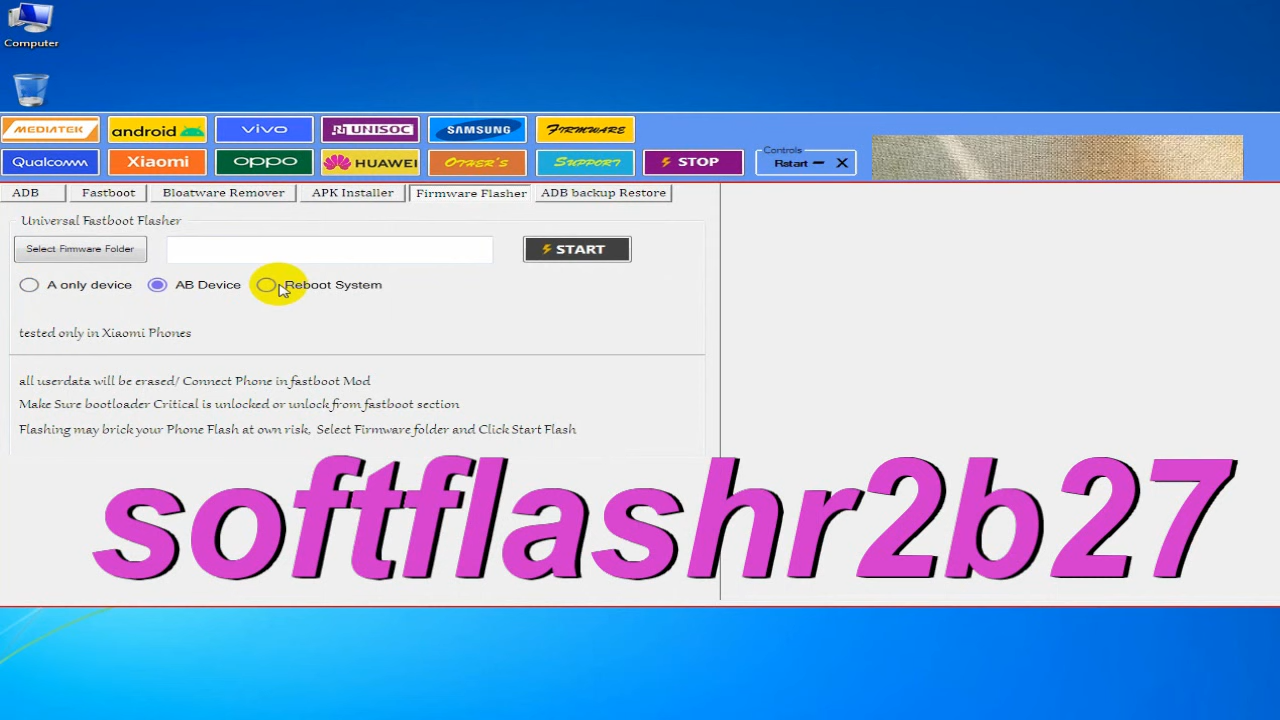 Computer
MEDIATEK android vivo UNISOC SAMSUNG FIRMWARE
Qualcomm Xiaomi oppo HUAWEI OTHER'S SUPPORT STOP
Controls
Ratart
ADB Fastboot Bloatware Remover APK Installer Firmware Flasher ADB backup Restore
Universal Fastboot Flasher
Select Firmware Folder START
A only device AB Device Reboot System
tested only in Xiaomi Phones
all userdata will be erased/ Connect Phone in fastboot Mod
Make Sure bootloader Critical is unlocked or unlock from fastboot section
Flashing may brick your Phone Flash at own risk, Select Firmware folder and Click Start Flash
softflashr2b27